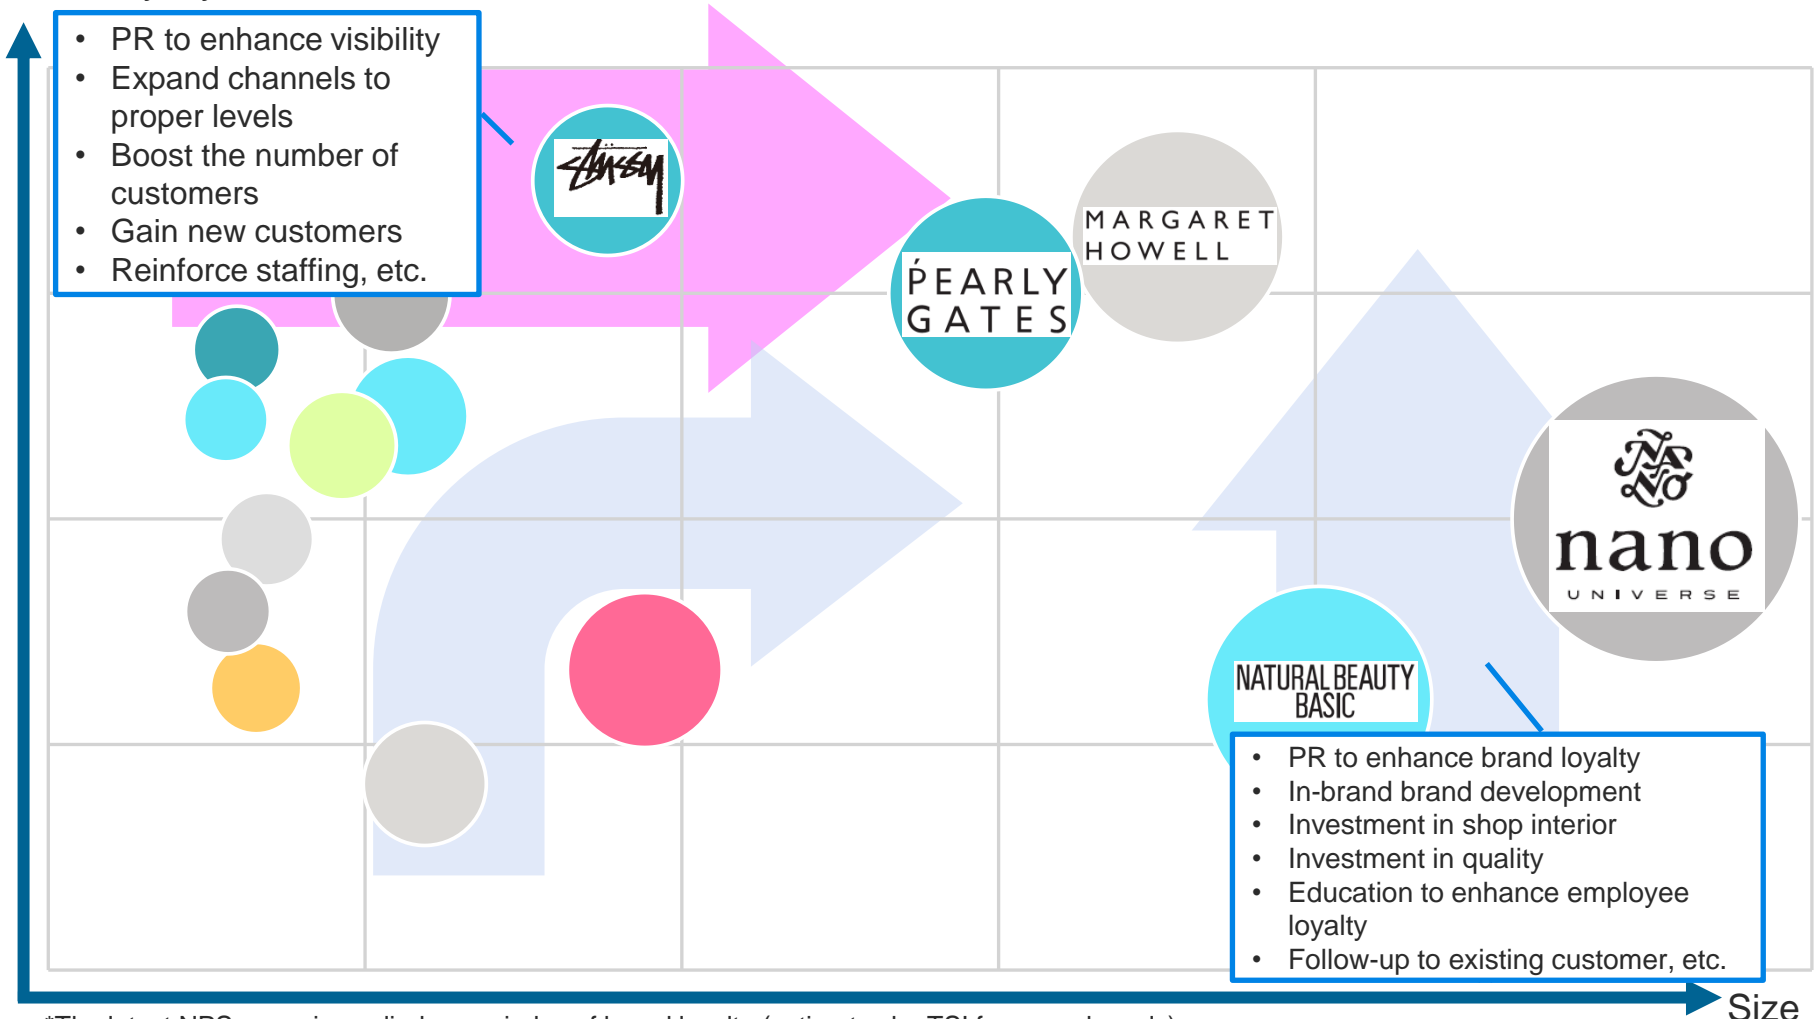 • PR to enhance visibility
• Expand channels to
proper levels
• Boost the number of
customers
• Gain new customers
• Reinforce staffing, etc.
STÜSSY
MARGARET
HOWELL
PEARLY
GATES
nano
UNIVERSE
NATURAL BEAUTY
BASIC
• PR to enhance brand loyalty
• In-brand brand development
• Investment in shop interior
• Investment in quality
• Education to enhance employee
loyalty
• Follow-up to existing customer, etc.
Size